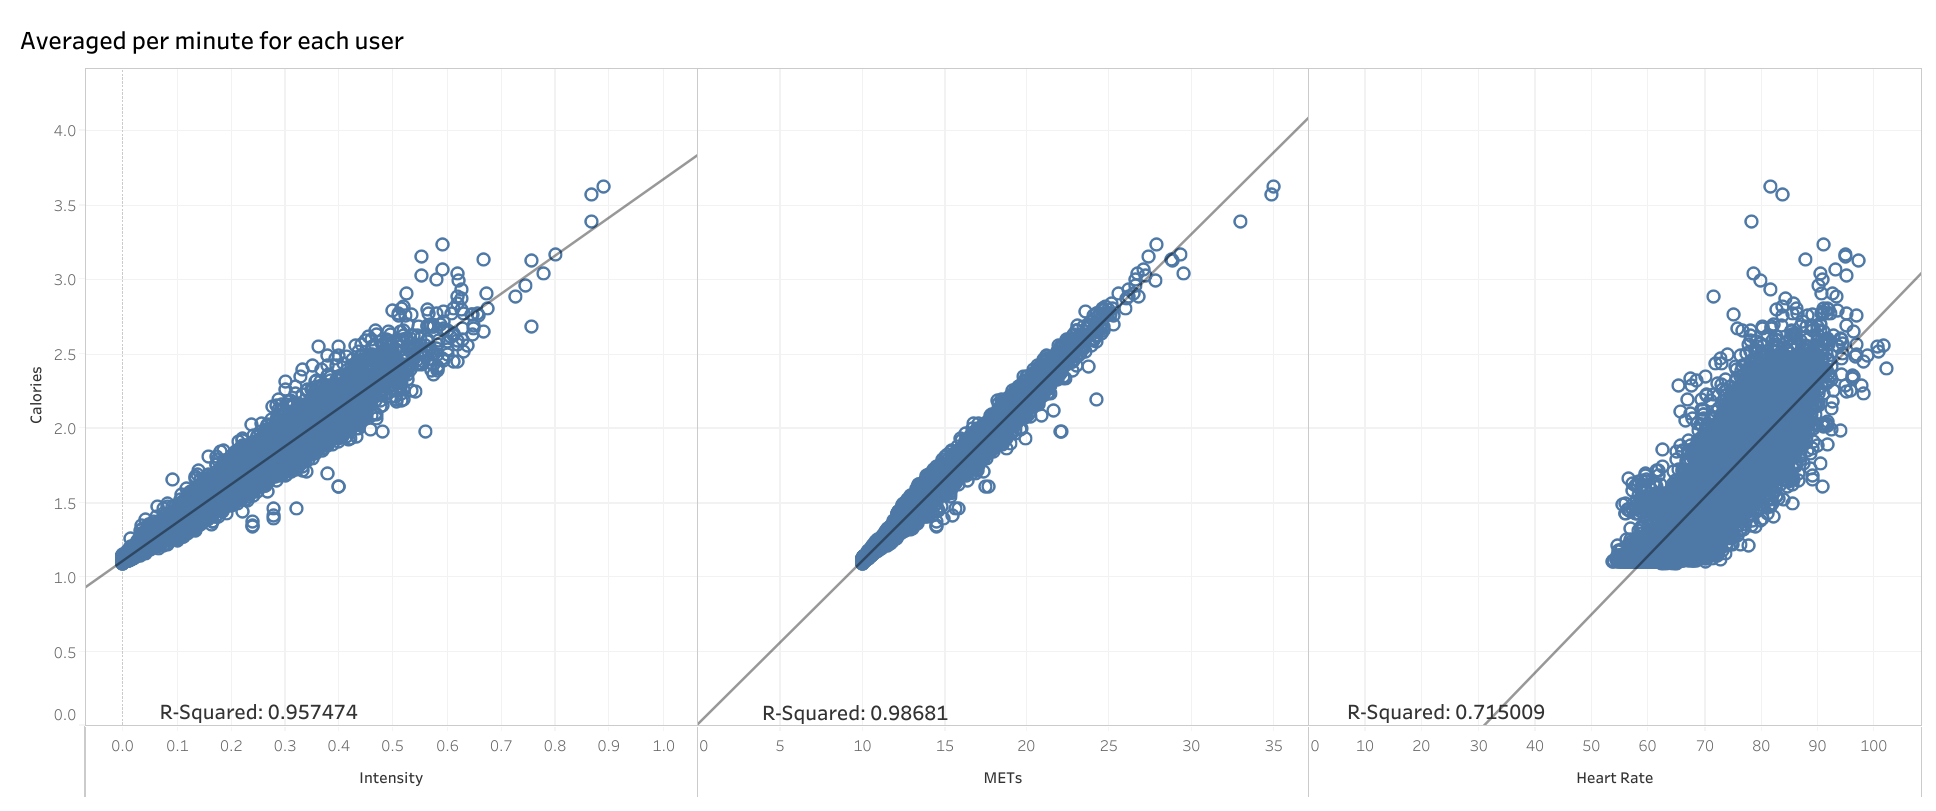 Averaged per minute for each user
Calories
4.0
3.5
3.0
2.5
2.0
1.5
1.0
0.5
0.0
R-Squared: 0.957474
R-Squared: 0.98681
R-Squared: 0.715009
0.0 0.1 0.2 0.3 0.4 0.5 0.6 0.7 0.8 0.9 1.0
0 5 10 15 20 25 30 35
0 10 20 30 40 50 60 70 80 90 100
Intensity
METs
Heart Rate